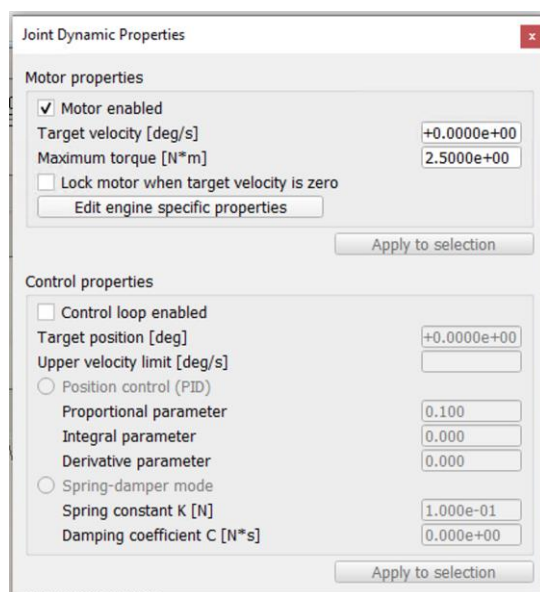 Joint Dynamic Properties
x
Motor properties
Motor enabled
Target velocity [deg/s] +0.0000e+00
Maximum torque [N*m] 2.5000e+00
Lock motor when target velocity is zero
Edit engine specific properties
Apply to selection
Control properties
Control loop enabled
Target position [deg] +0.0000e+00
Upper velocity limit [deg/s]
Position control (PID)
Proportional parameter 0.100
Integral parameter 0.000
Derivative parameter 0.000
Spring-damper mode
Spring constant K [N] 1.000e-01
Damping coefficient C [N*s] 0.000e+00
Apply to selection